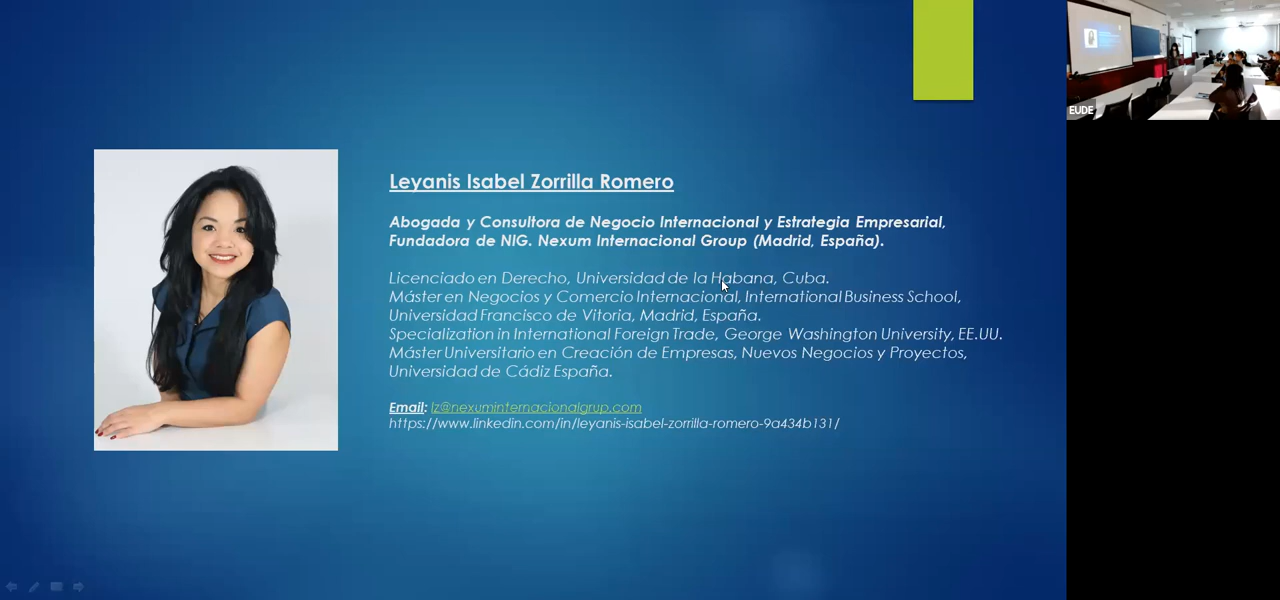 Leyanis Isabel Zorrilla Romero
Abogada y Consultora de Negocio Internacional y Estrategia Empresarial,
Fundadora de NIG. Nexum Internacional Group (Madrid, España).
Licenciado en Derecho, Universidad de la Habana, Cuba.
Máster en Negocios y Comercio Internacional, International Business School,
Universidad Francisco de Vitoria, Madrid, España.
Specialization in International Foreign Trade, George Washington University, EE.UU.
Máster Universitario en Creación de Empresas, Nuevos Negocios y Proyectos,
Universidad de Cádiz España.
Email: lz@nexuminternacionalgrup.com
https://www.linkedin.com/in/leyanis-isabel-zorrilla-romero-9a434b131/
EUDE